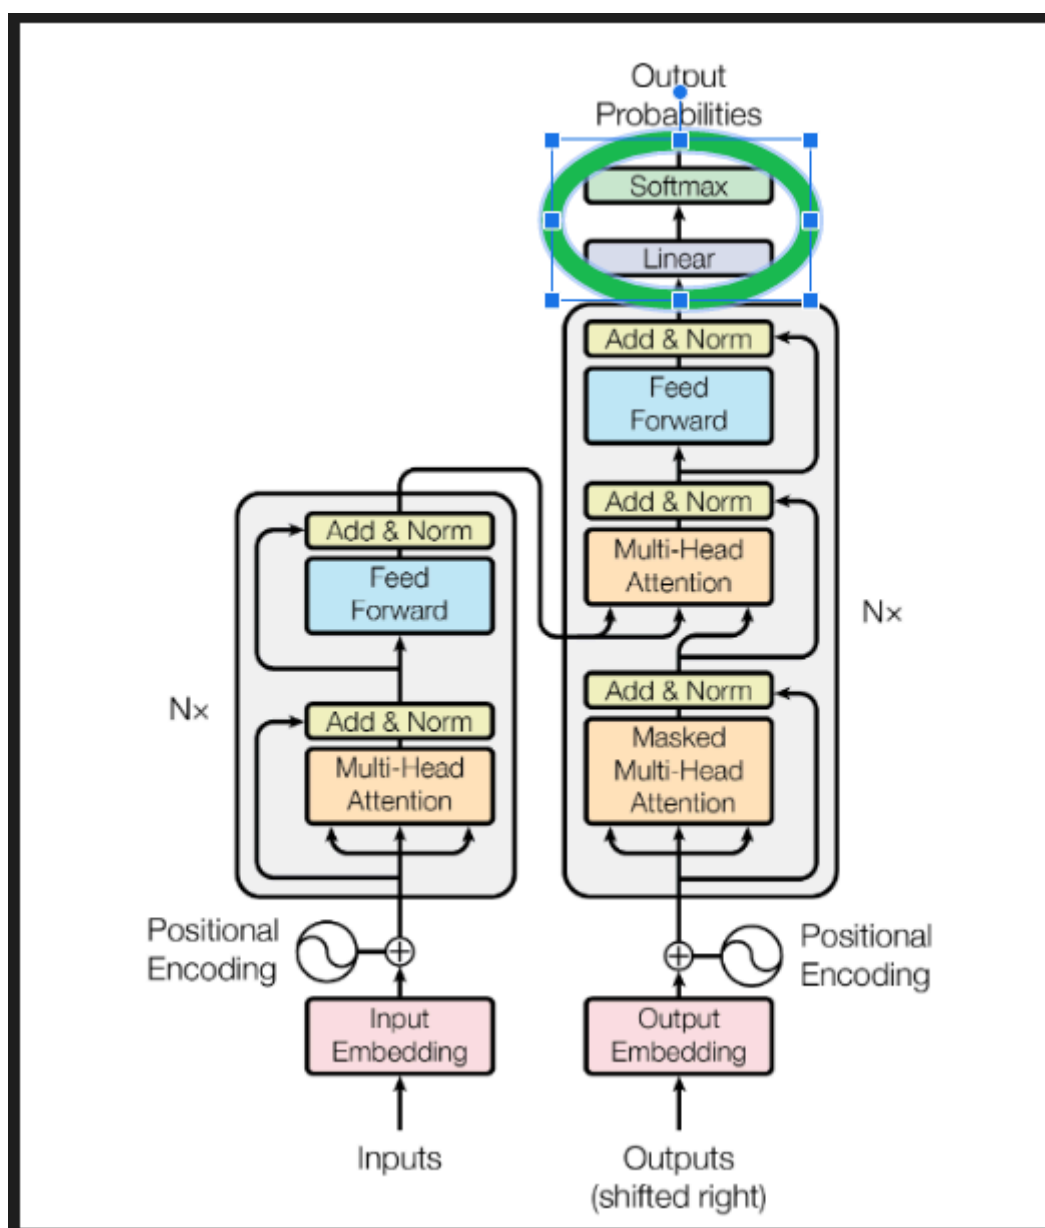 Output
Probabilities
Softmax
Linear
Add & Norm
Feed
Forward
Add & Norm
Multi-Head
Attention
Nx
Add & Norm
Masked
Multi-Head
Attention
Add & Norm
Feed
Forward
Nx
Add & Norm
Multi-Head
Attention
Positional
Encoding
Positional
Encoding
Input
Embedding
Output
Embedding
Inputs
Outputs
(shifted right)